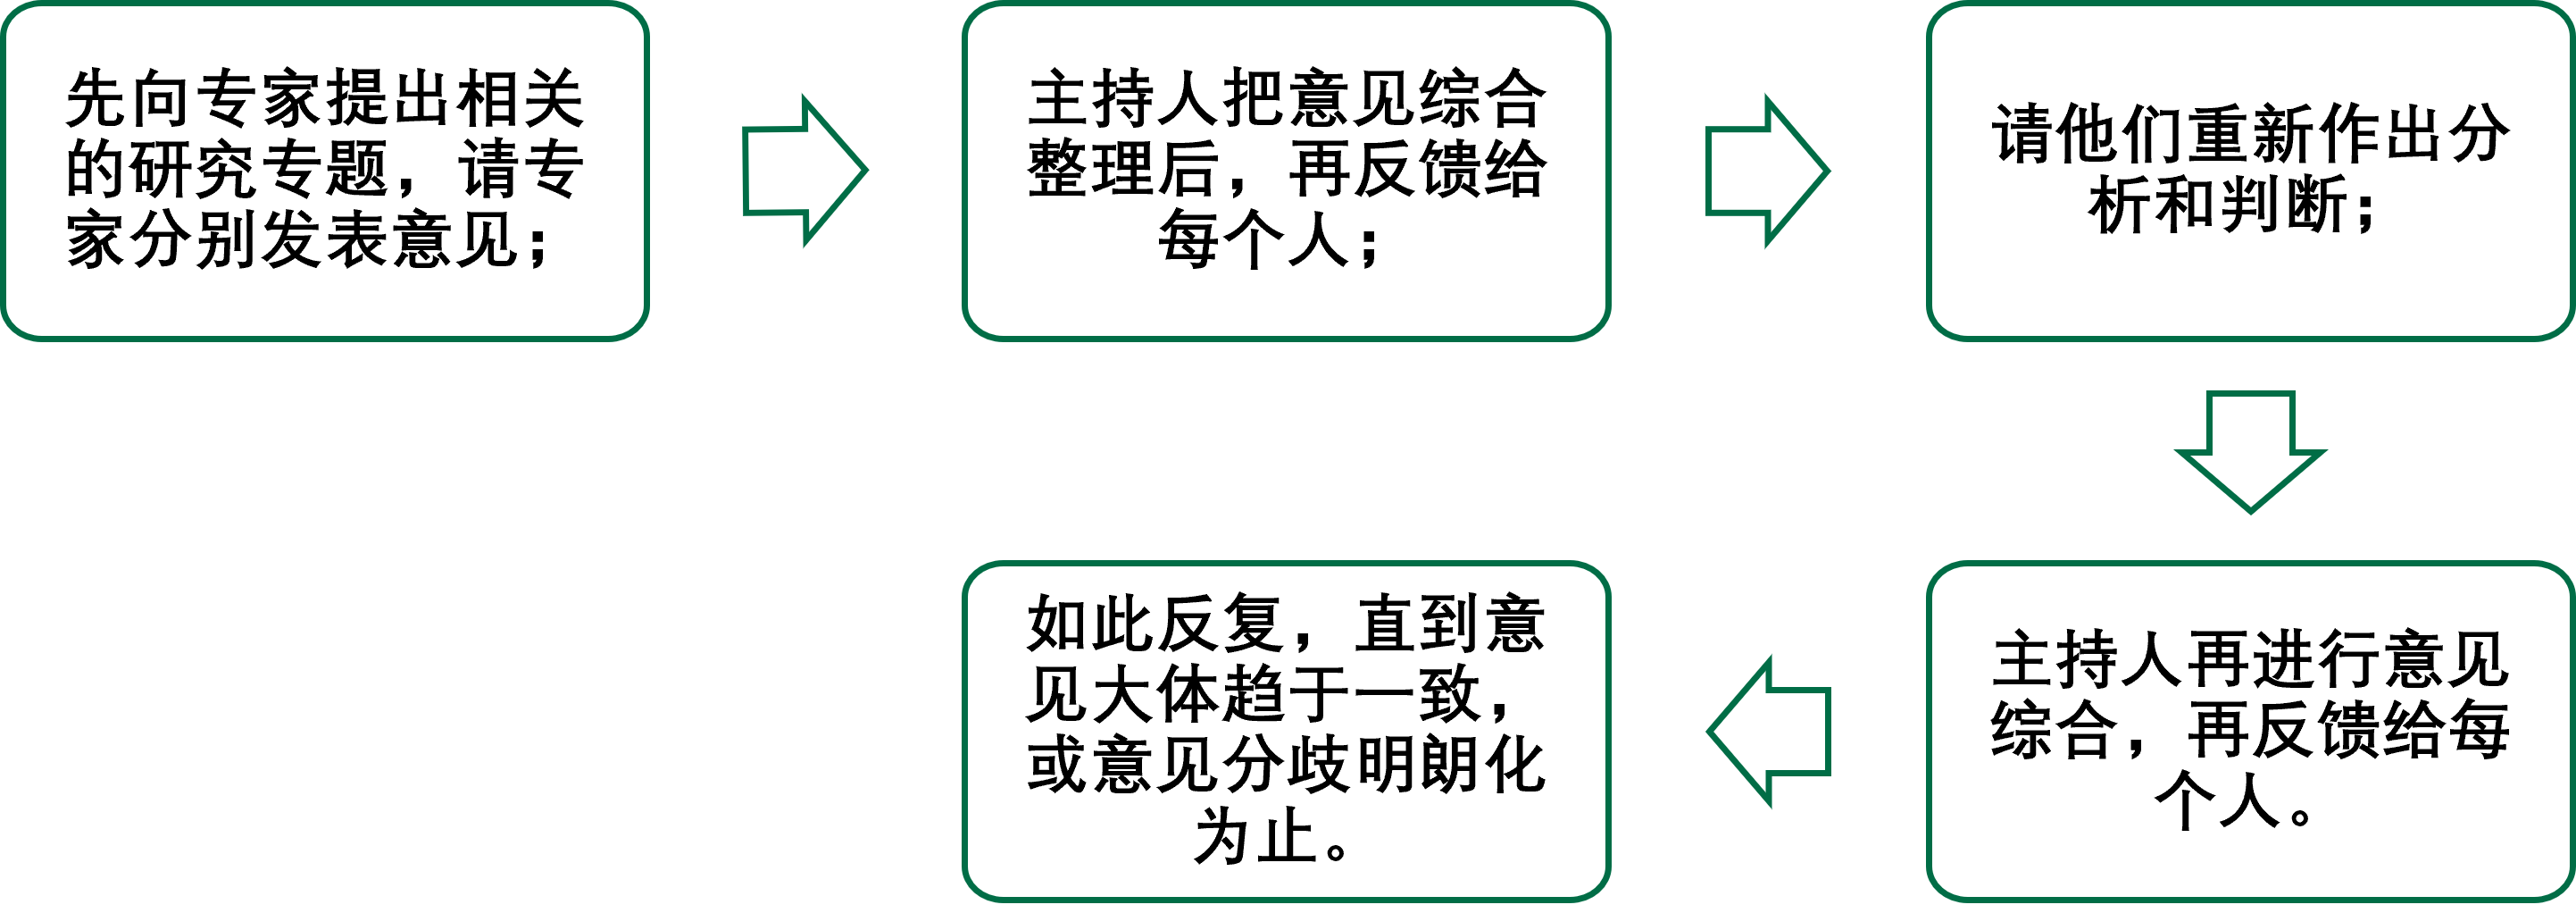 先向专家提出相关
的研究专题，请专
家分别发表意见；
主持人把意见综合
整理后，再反馈给
每个人；
请他们重新作出分
析和判断；
主持人再进行意见
综合，再反馈给每
个人。
如此反复，直到意
见大体趋于一致，
或意见分歧明朗化
为止。